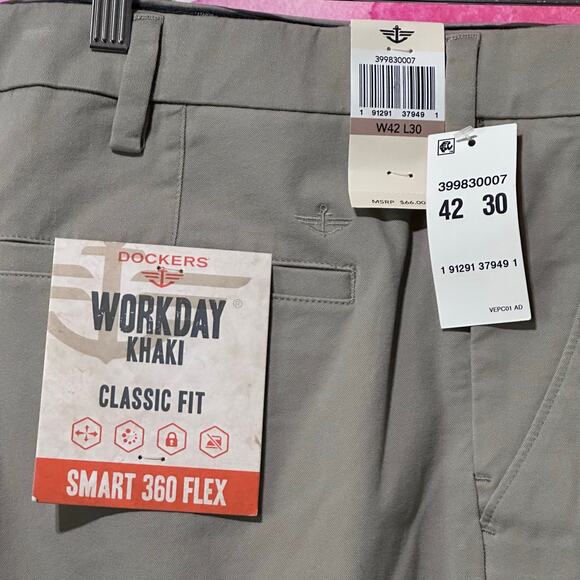 399830007
1 91291 37949 1
W42 L30
MSRP $66.00
399830007
42 30
1 91291 37949 1
VEPC01 AD
DOCKERS®
WORKDAY®
KHAKI
CLASSIC FIT
SMART 360 FLEX